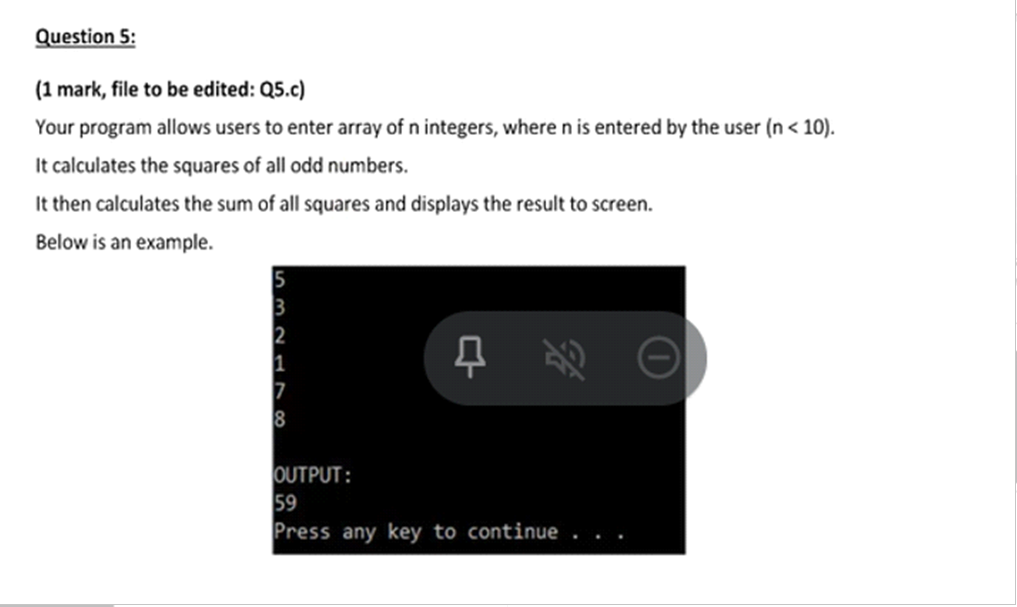 Question 5:
(1 mark, file to be edited: Q5.c)
Your program allows users to enter array of n integers, where n is entered by the user (n < 10).
It calculates the squares of all odd numbers.
It then calculates the sum of all squares and displays the result to screen.
Below is an example.
5
3
2
1
7
8
OUTPUT:
59
Press any key to continue . . .